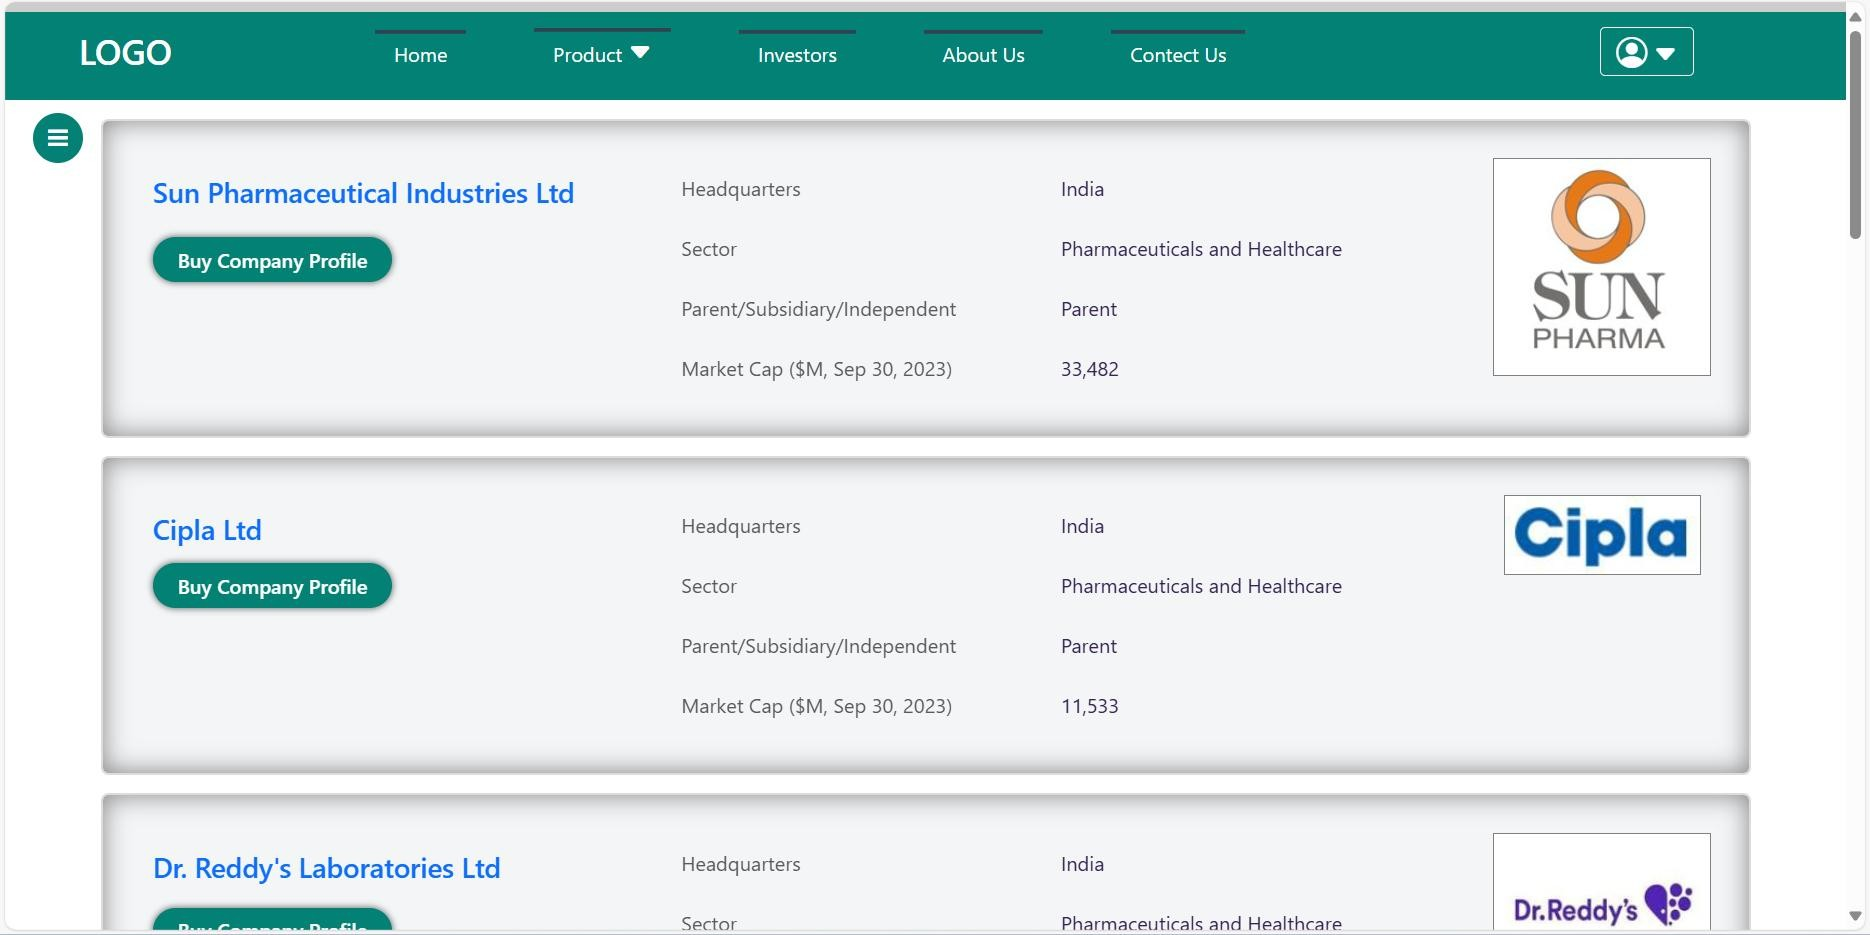 LOGO Home Product Investors About Us Contect Us
Sun Pharmaceutical Industries Ltd
Buy Company Profile
Headquarters India
Sector Pharmaceuticals and Healthcare
Parent/Subsidiary/Independent Parent
Market Cap ($M, Sep 30, 2023) 33,482
SUN
PHARMA
Cipla Ltd
Buy Company Profile
Headquarters India
Sector Pharmaceuticals and Healthcare
Parent/Subsidiary/Independent Parent
Market Cap ($M, Sep 30, 2023) 11,533
Cipla
Dr. Reddy's Laboratories Ltd
Buy Company Profile
Headquarters India
Sector Pharmaceuticals and Healthcare
Dr.Reddy's